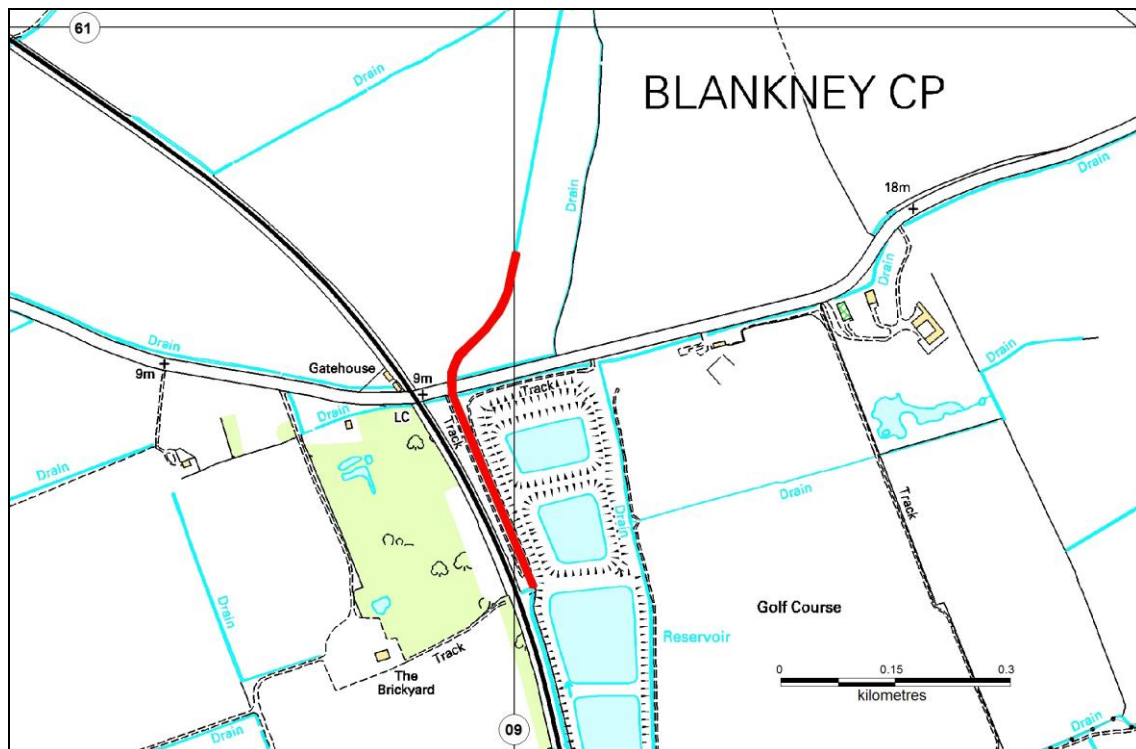 61
Drain
BLANKNEY CP
Drain
Drain
18m
Drain
Drain
Drain
9m
Gatehouse
9m
LC
Drain
Track
Track
Drain
Drain
Drain
Drain
Track
Drain
Golf Course
Reservoir
Track
The
Brickyard
0 0.15 0.3
kilometres
09
Drain
Drain